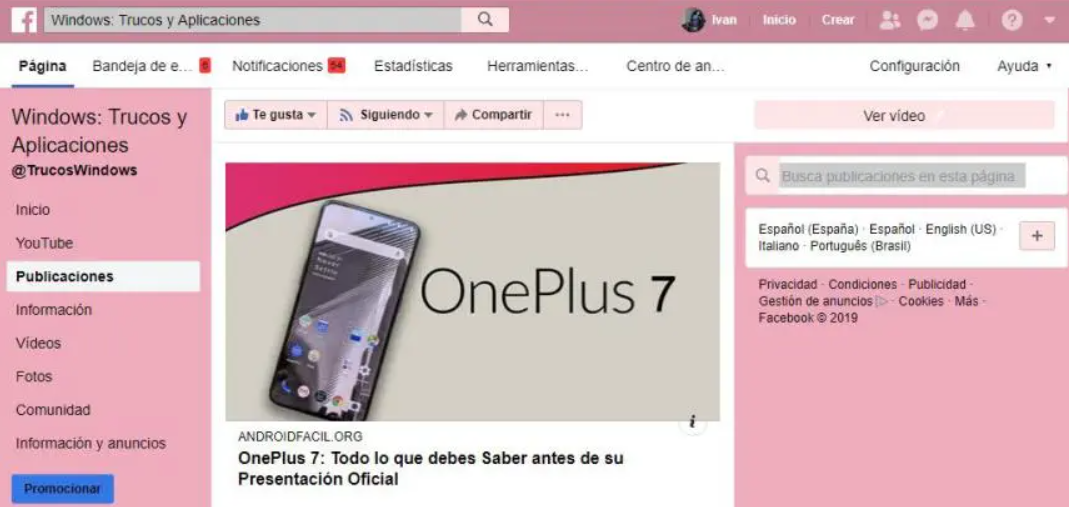 Windows: Trucos y Aplicaciones
Ivan Inicio Crear
Página Bandeja de e... 6 Notificaciones 54 Estadísticas Herramientas... Centro de an... Configuración Ayuda
Windows: Trucos y
Aplicaciones
@TrucosWindows
Inicio
YouTube
Publicaciones
Información
Vídeos
Fotos
Comunidad
Información y anuncios
Promocionar
Te gusta Siguiendo Compartir ...
OnePlus 7
ANDROIDFACIL.ORG
OnePlus 7: Todo lo que debes Saber antes de su
Presentación Oficial
Ver vídeo
Busca publicaciones en esta página
Español (España) · Español · English (US) ·
Italiano · Português (Brasil)
Privacidad · Condiciones · Publicidad ·
Gestión de anuncios · Cookies · Más ·
Facebook © 2019